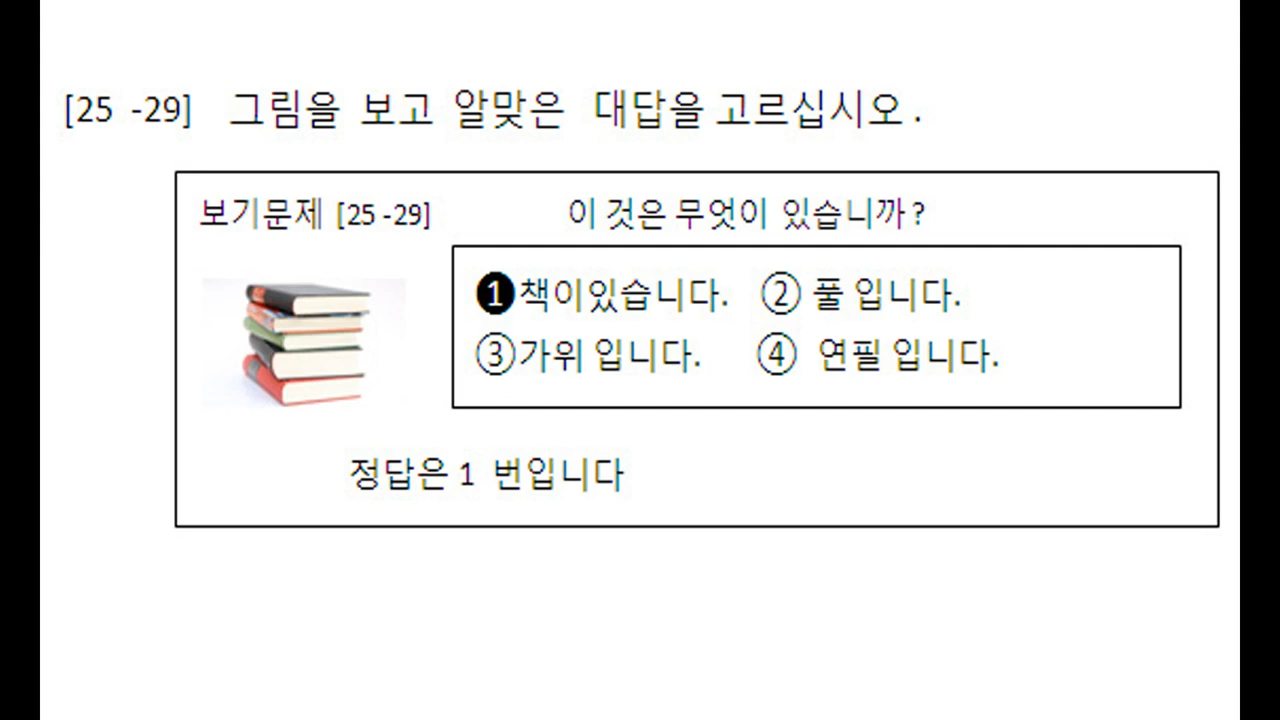 [25 -29] 그림을 보고 알맞은 대답을 고르십시오 .
보기문제 [25 -29] 이 것은 무엇이 있습니까 ?
❶책이있습니다. ② 풀 입니다.
③가위 입니다. ④ 연필 입니다.
정답은 1 번입니다